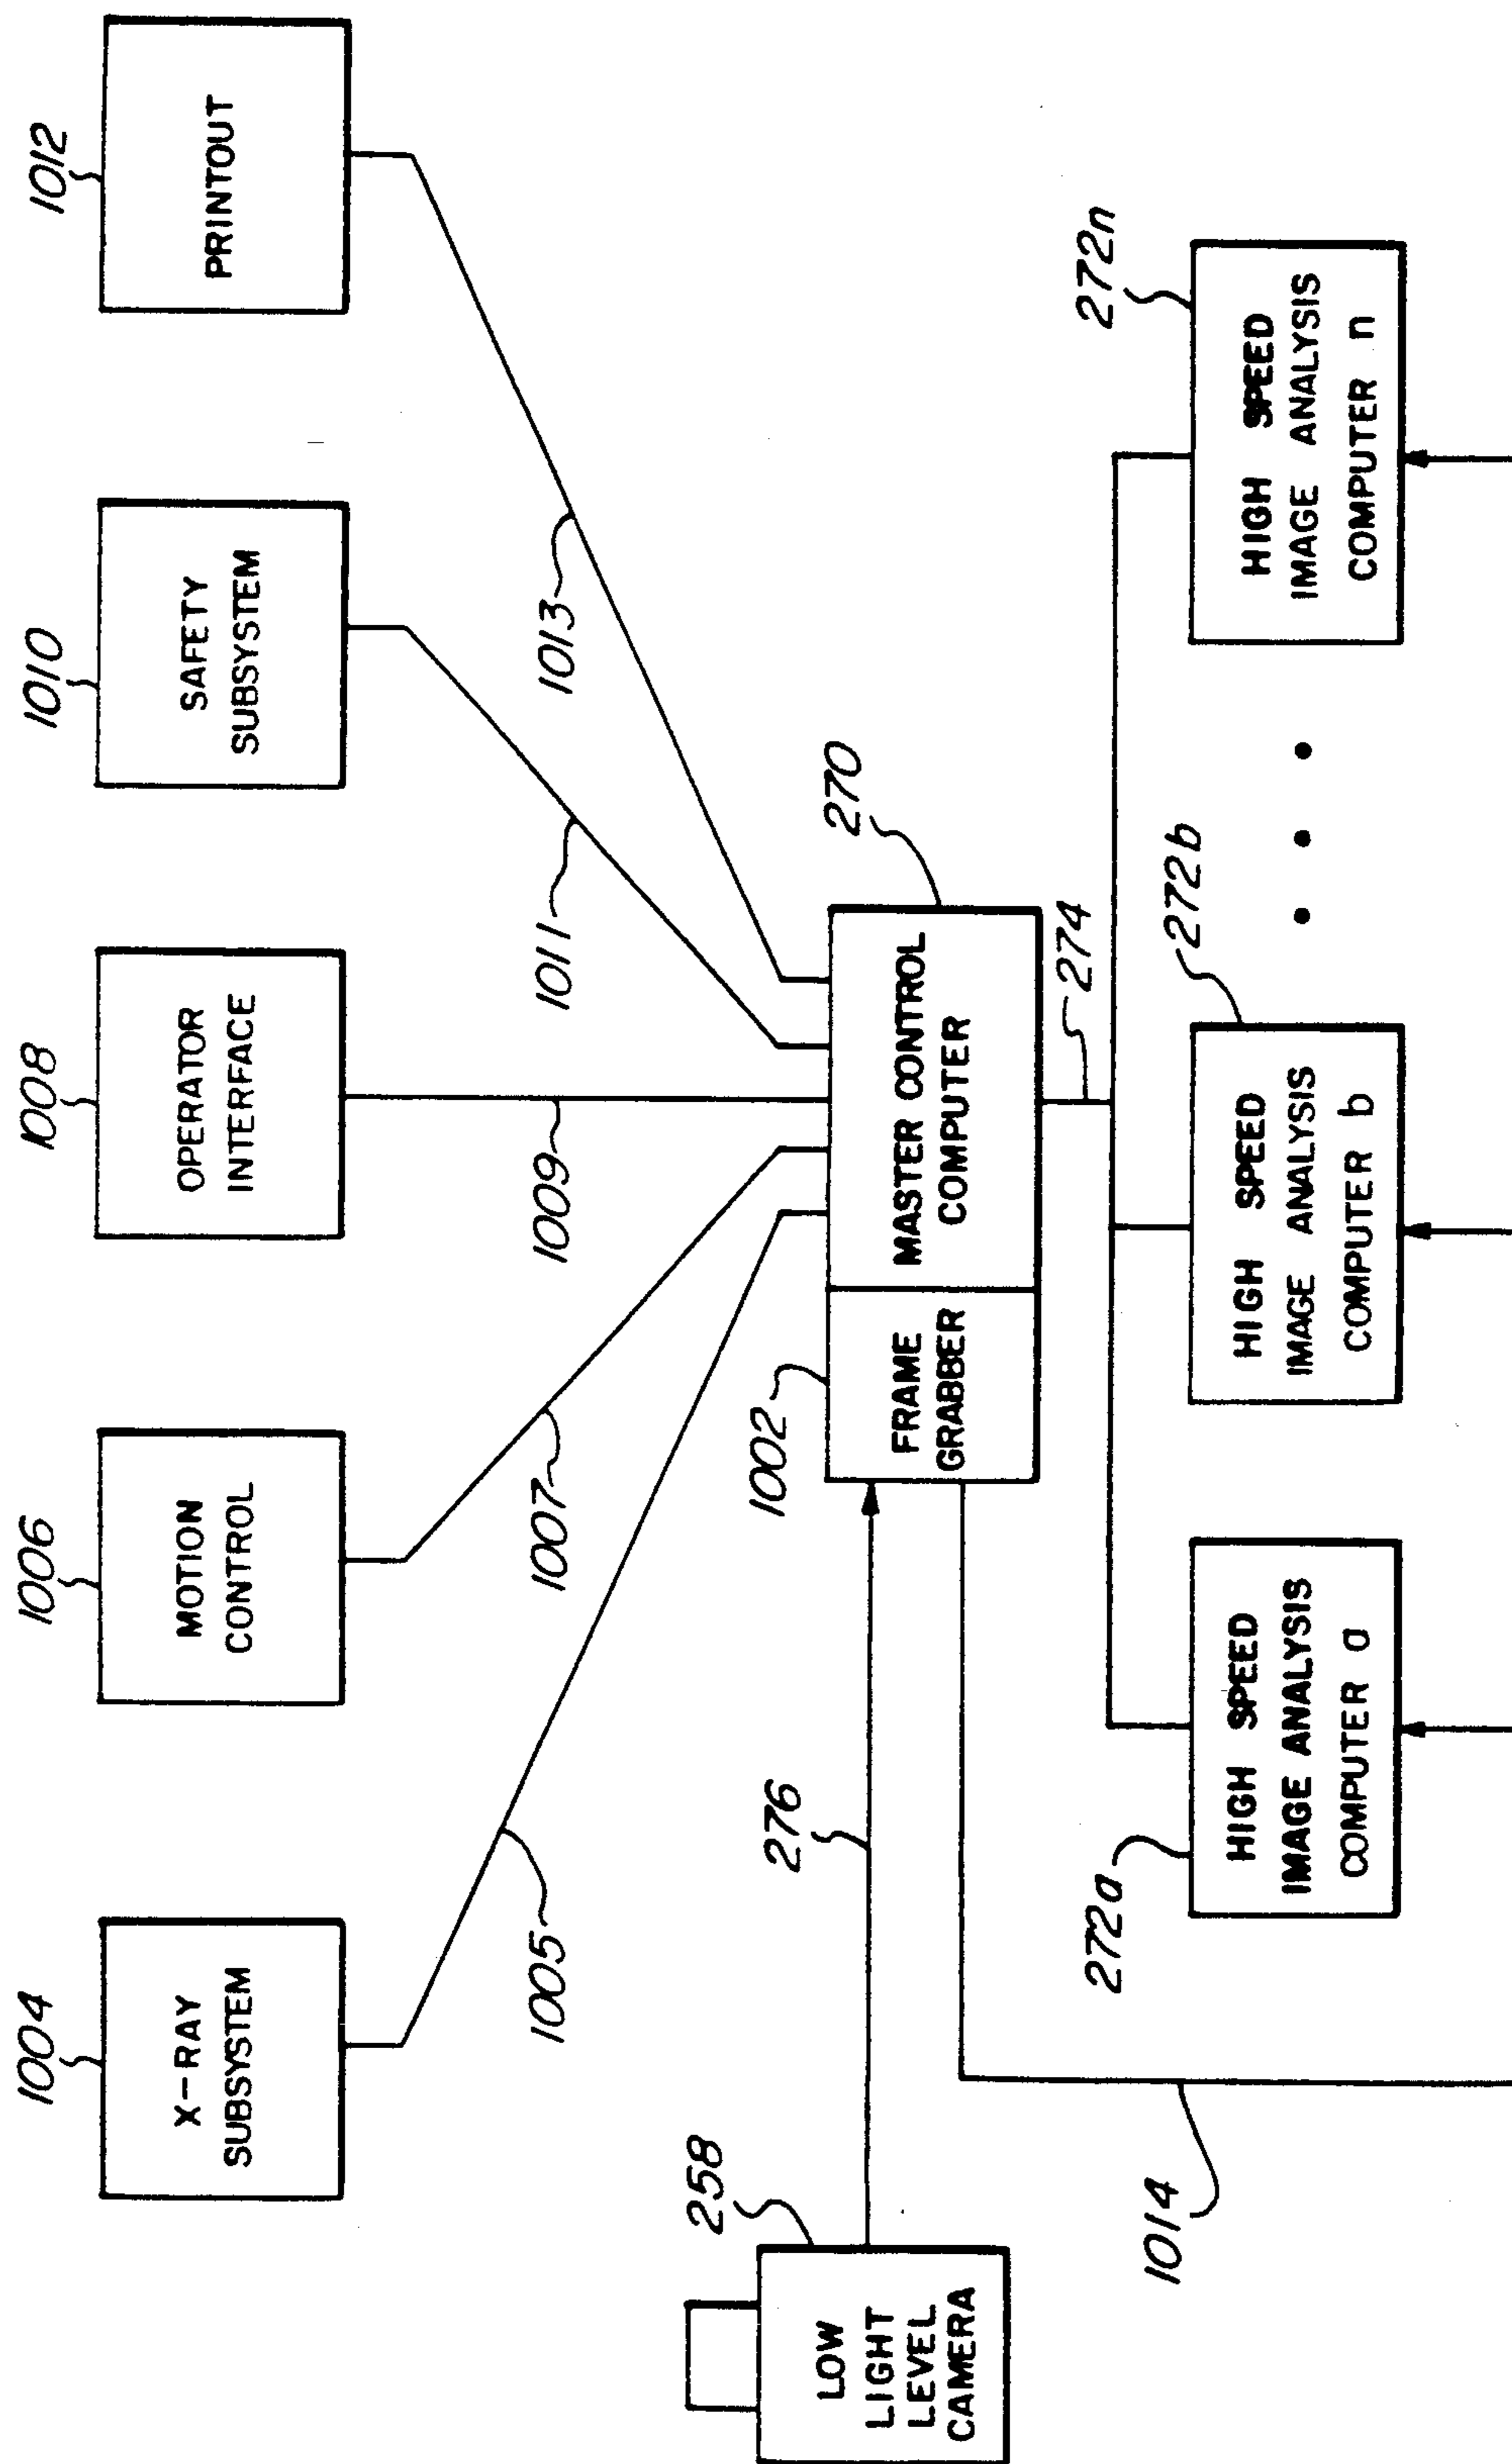 1004
X-RAY
SUBSYSTEM
1006
MOTION
CONTROL
1008
OPERATOR
INTERFACE
1010
SAFETY
SUBSYSTEM
1012
PRINTOUT
1005
1007
1009
1011
1013
258
LOW
LIGHT
LEVEL
CAMERA
276
1002
FRAME
GRABBER
MASTER CONTROL
COMPUTER
270
274
1014
272a
HIGH SPEED
IMAGE ANALYSIS
COMPUTER a
272b
HIGH SPEED
IMAGE ANALYSIS
COMPUTER b
272n
HIGH SPEED
IMAGE ANALYSIS
COMPUTER n